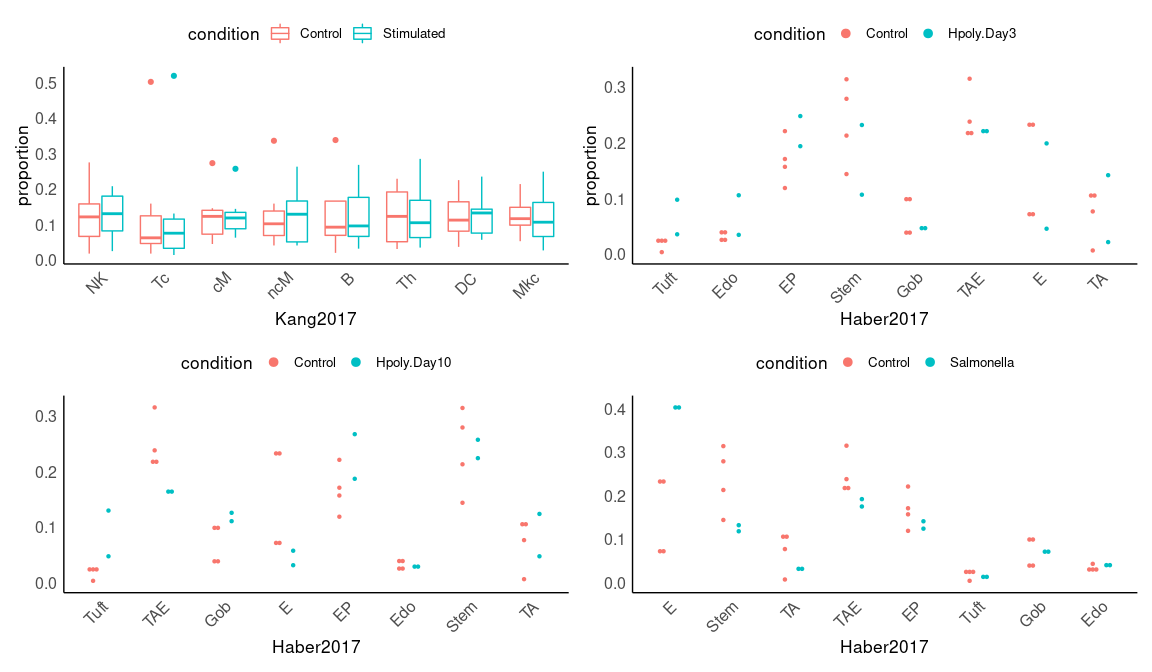 condition Control Stimulated
proportion
0.5
0.4
0.3
0.2
0.1
0.0
NK Tc cM ncM B Th DC Mkc
Kang2017
condition Control Hpoly.Day3
proportion
0.3
0.2
0.1
0.0
Tuft Edo EP Stem Gob TAE E TA
Haber2017
condition Control Hpoly.Day10
0.3
0.2
0.1
0.0
Tuft TAE Gob E EP Edo Stem TA
Haber2017
condition Control Salmonella
0.4
0.3
0.2
0.1
0.0
E Stem TA TAE EP Tuft Gob Edo
Haber2017